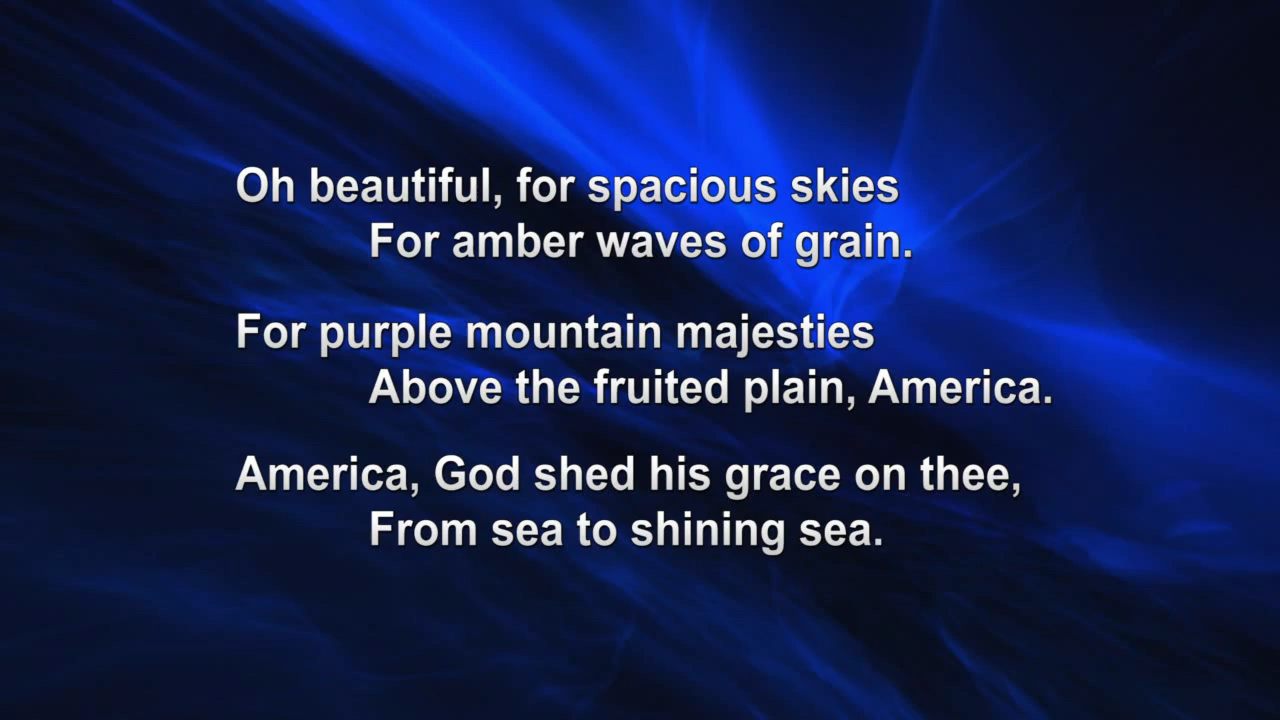 Oh beautiful, for spacious skies
For amber waves of grain.
For purple mountain majesties
Above the fruited plain, America.
America, God shed his grace on thee,
From sea to shining sea.